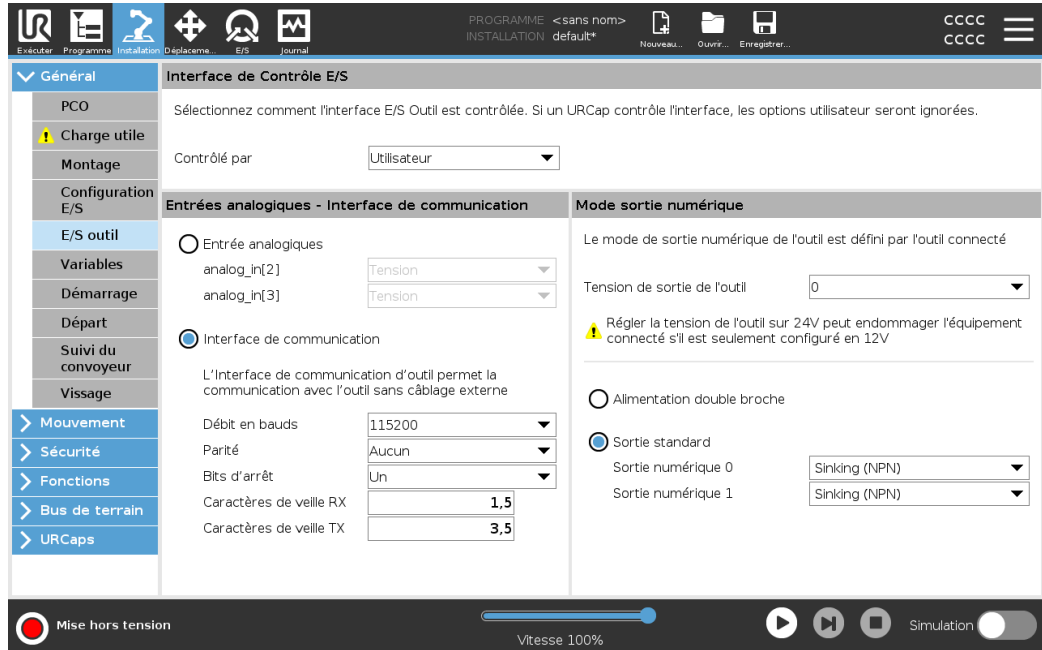 PROGRAMME <sans nom>
INSTALLATION default*
CCCC
CCCC
Exécuter
Programme
Installation
Déplaceme...
E/S
Journal
Nouveau...
Ouvrir...
Enregistrer...
Général
PCO
Charge utile
Montage
Configuration
E/S
E/S outil
Variables
Démarrage
Départ
Suivi du
convoyeur
Vissage
Mouvement
Sécurité
Fonctions
Bus de terrain
URCaps
Interface de Contrôle E/S
Sélectionnez comment l'interface E/S Outil est contrôlée. Si un URCap contrôle l'interface, les options utilisateur seront ignorées.
Contrôlé par Utilisateur
Entrées analogiques - Interface de communication
Entrée analogiques
analog_in[2] Tension
analog_in[3] Tension
Interface de communication
L'Interface de communication d'outil permet la
communication avec l'outil sans câblage externe
Débit en bauds 115200
Parité Aucun
Bits d'arrêt Un
Caractères de veille RX 1,5
Caractères de veille TX 3,5
Mode sortie numérique
Le mode de sortie numérique de l'outil est défini par l'outil connecté
Tension de sortie de l'outil 0
Régler la tension de l'outil sur 24V peut endommager l'équipement
connecté s'il est seulement configuré en 12V
Alimentation double broche
Sortie standard
Sortie numérique 0 Sinking (NPN)
Sortie numérique 1 Sinking (NPN)
Mise hors tension
Vitesse 100%
Simulation